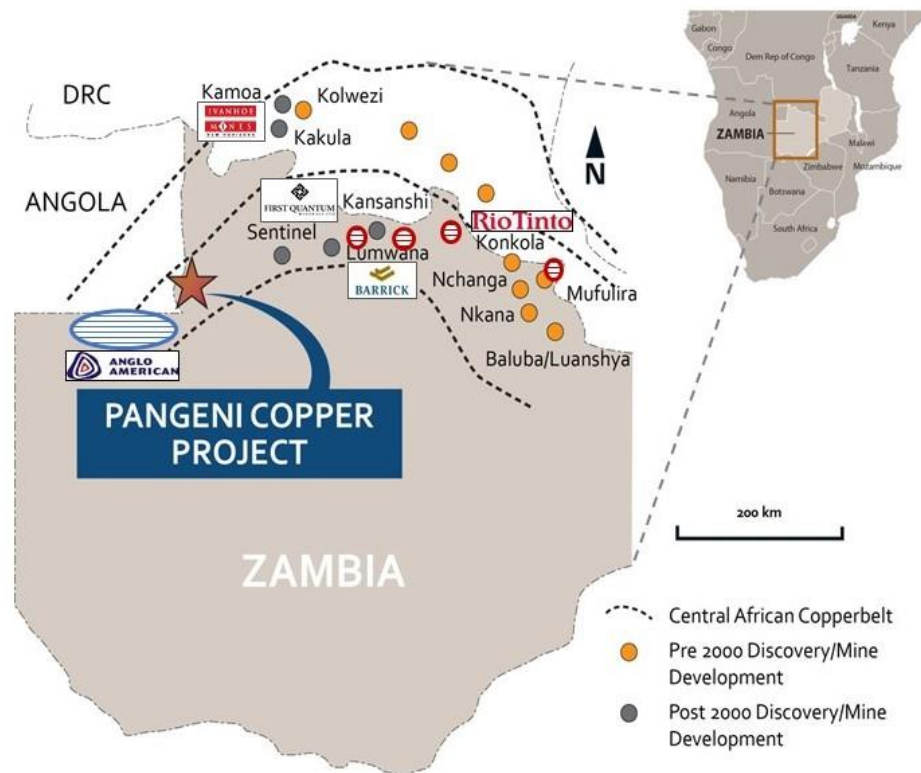 DRC
Kamoa
IVANHOE
MINES
Kolwezi
Kakula
ANGOLA
FIRST QUANTUM
MINERALS LTD
Kansanshi
Sentinel
Lumwana
BARRICK
N
RioTinto
Konkola
Nchanga
Mufulira
Nkana
Baluba/Luanshya
ANGLO
AMERICAN
PANGENI COPPER
PROJECT
ZAMBIA
Gabon
Congo
Dem Rep of Congo
Kenya
Tanzania
Angola
ZAMBIA
Malawi
Mozambique
Zimbabwe
Namibia
Botswana
South Africa
200 km
Central African Copperbelt
Pre 2000 Discovery/Mine
Development
Post 2000 Discovery/Mine
Development